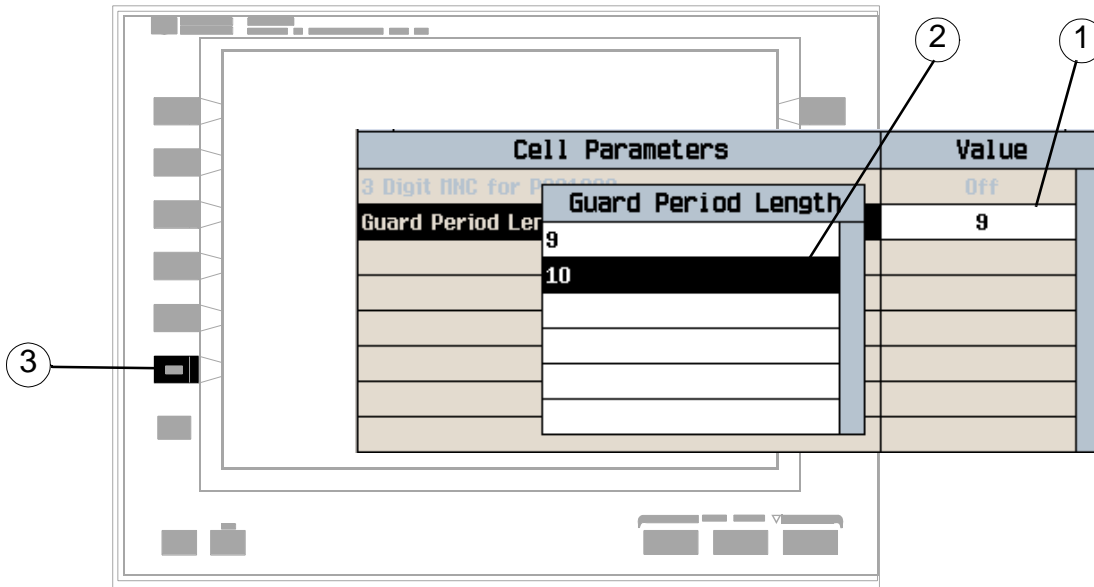 2
1
Cell Parameters
Value
3 Digit MNC for
Off
Guard Period Len
Guard Period Length
9
9
10
3